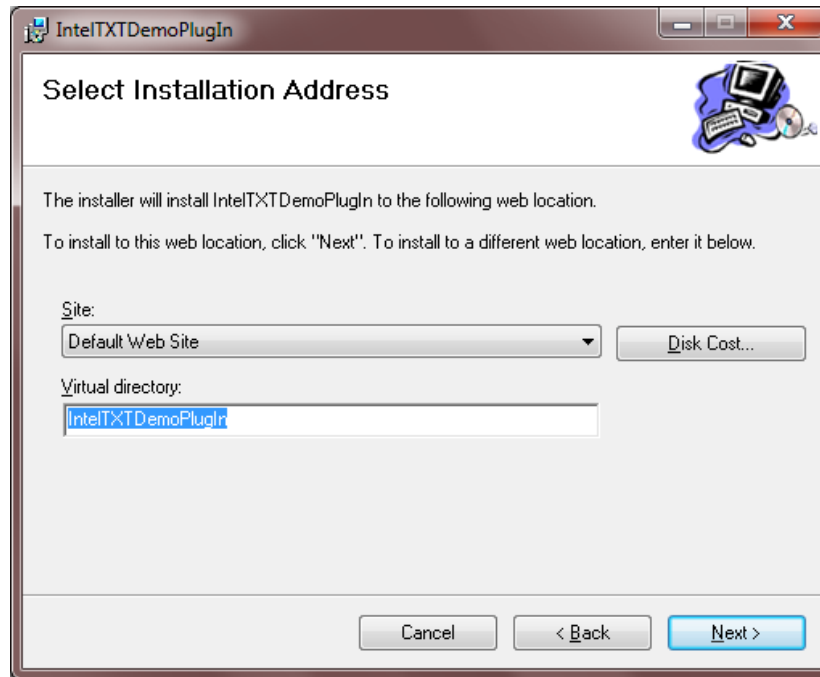 IntelTXTDemoPlugIn
Select Installation Address
The installer will install IntelTXTDemoPlugIn to the following web location.
To install to this web location, click "Next". To install to a different web location, enter it below.
Site:
Default Web Site
Disk Cost...
Virtual directory:
IntelTXTDemoPlugIn
Cancel
< Back
Next >